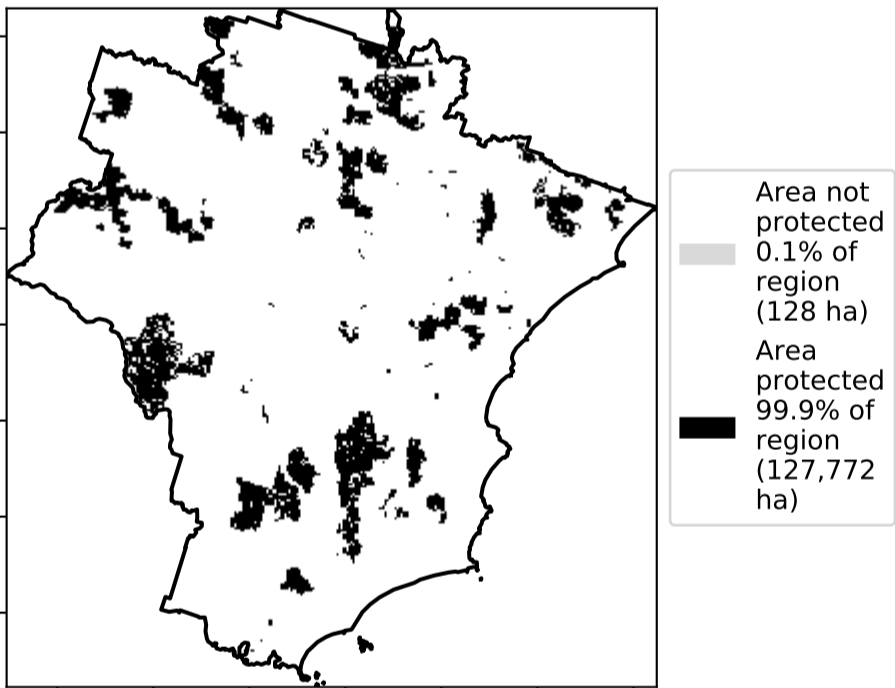 Area not
protected
0.1% of
region
(128 ha)
Area
protected
99.9% of
region
(127,772
ha)